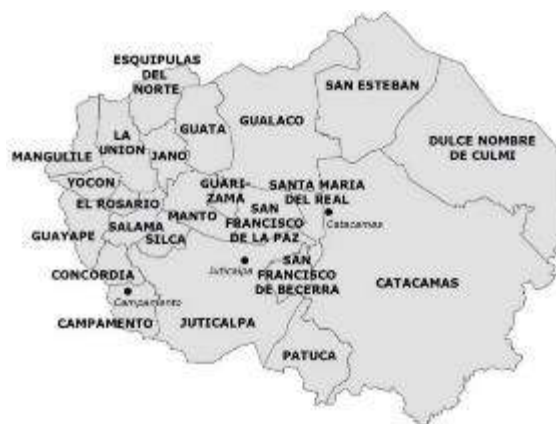 ESQUIPULAS
DEL
NORTE
SAN ESTEBAN
GUALACO
GUATA
LA
UNION
JANO
MANGULILE
DULCE NOMBRE
DE CULMI
YOCON
GUARI-
ZAMA
SANTA MARIA
DEL REAL
EL ROSARIO
MANTO
SAN
FRANCISCO
DE LA PAZ
Catacamas
SALAMA
SILCA
GUAYAPE
Juticalpa
SAN
FRANCISCO
DE BECERRA
CONCORDIA
CATACAMAS
Campamento
CAMPAMENTO
JUTICALPA
PATUCA